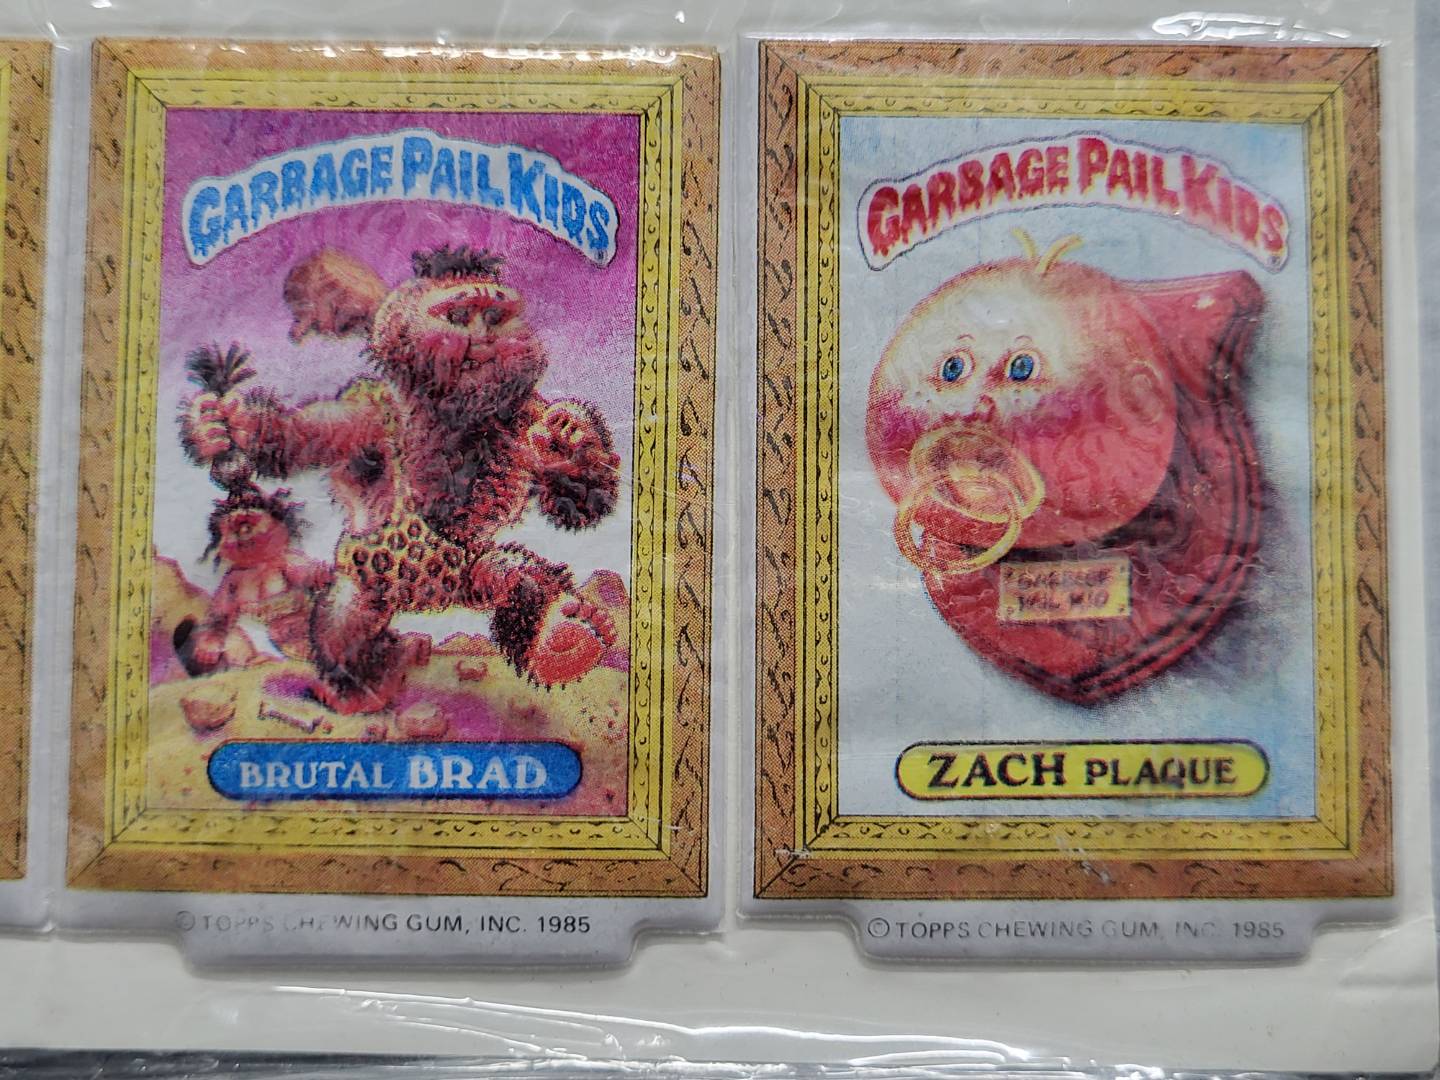 GARBAGE PAIL KIDS
BRUTAL BRAD
© TOPPS CHEWING GUM, INC. 1985
GARBAGE PAIL KIDS
GARBAGE
PAIL KID
ZACH PLAQUE
© TOPPS CHEWING GUM, INC. 1985